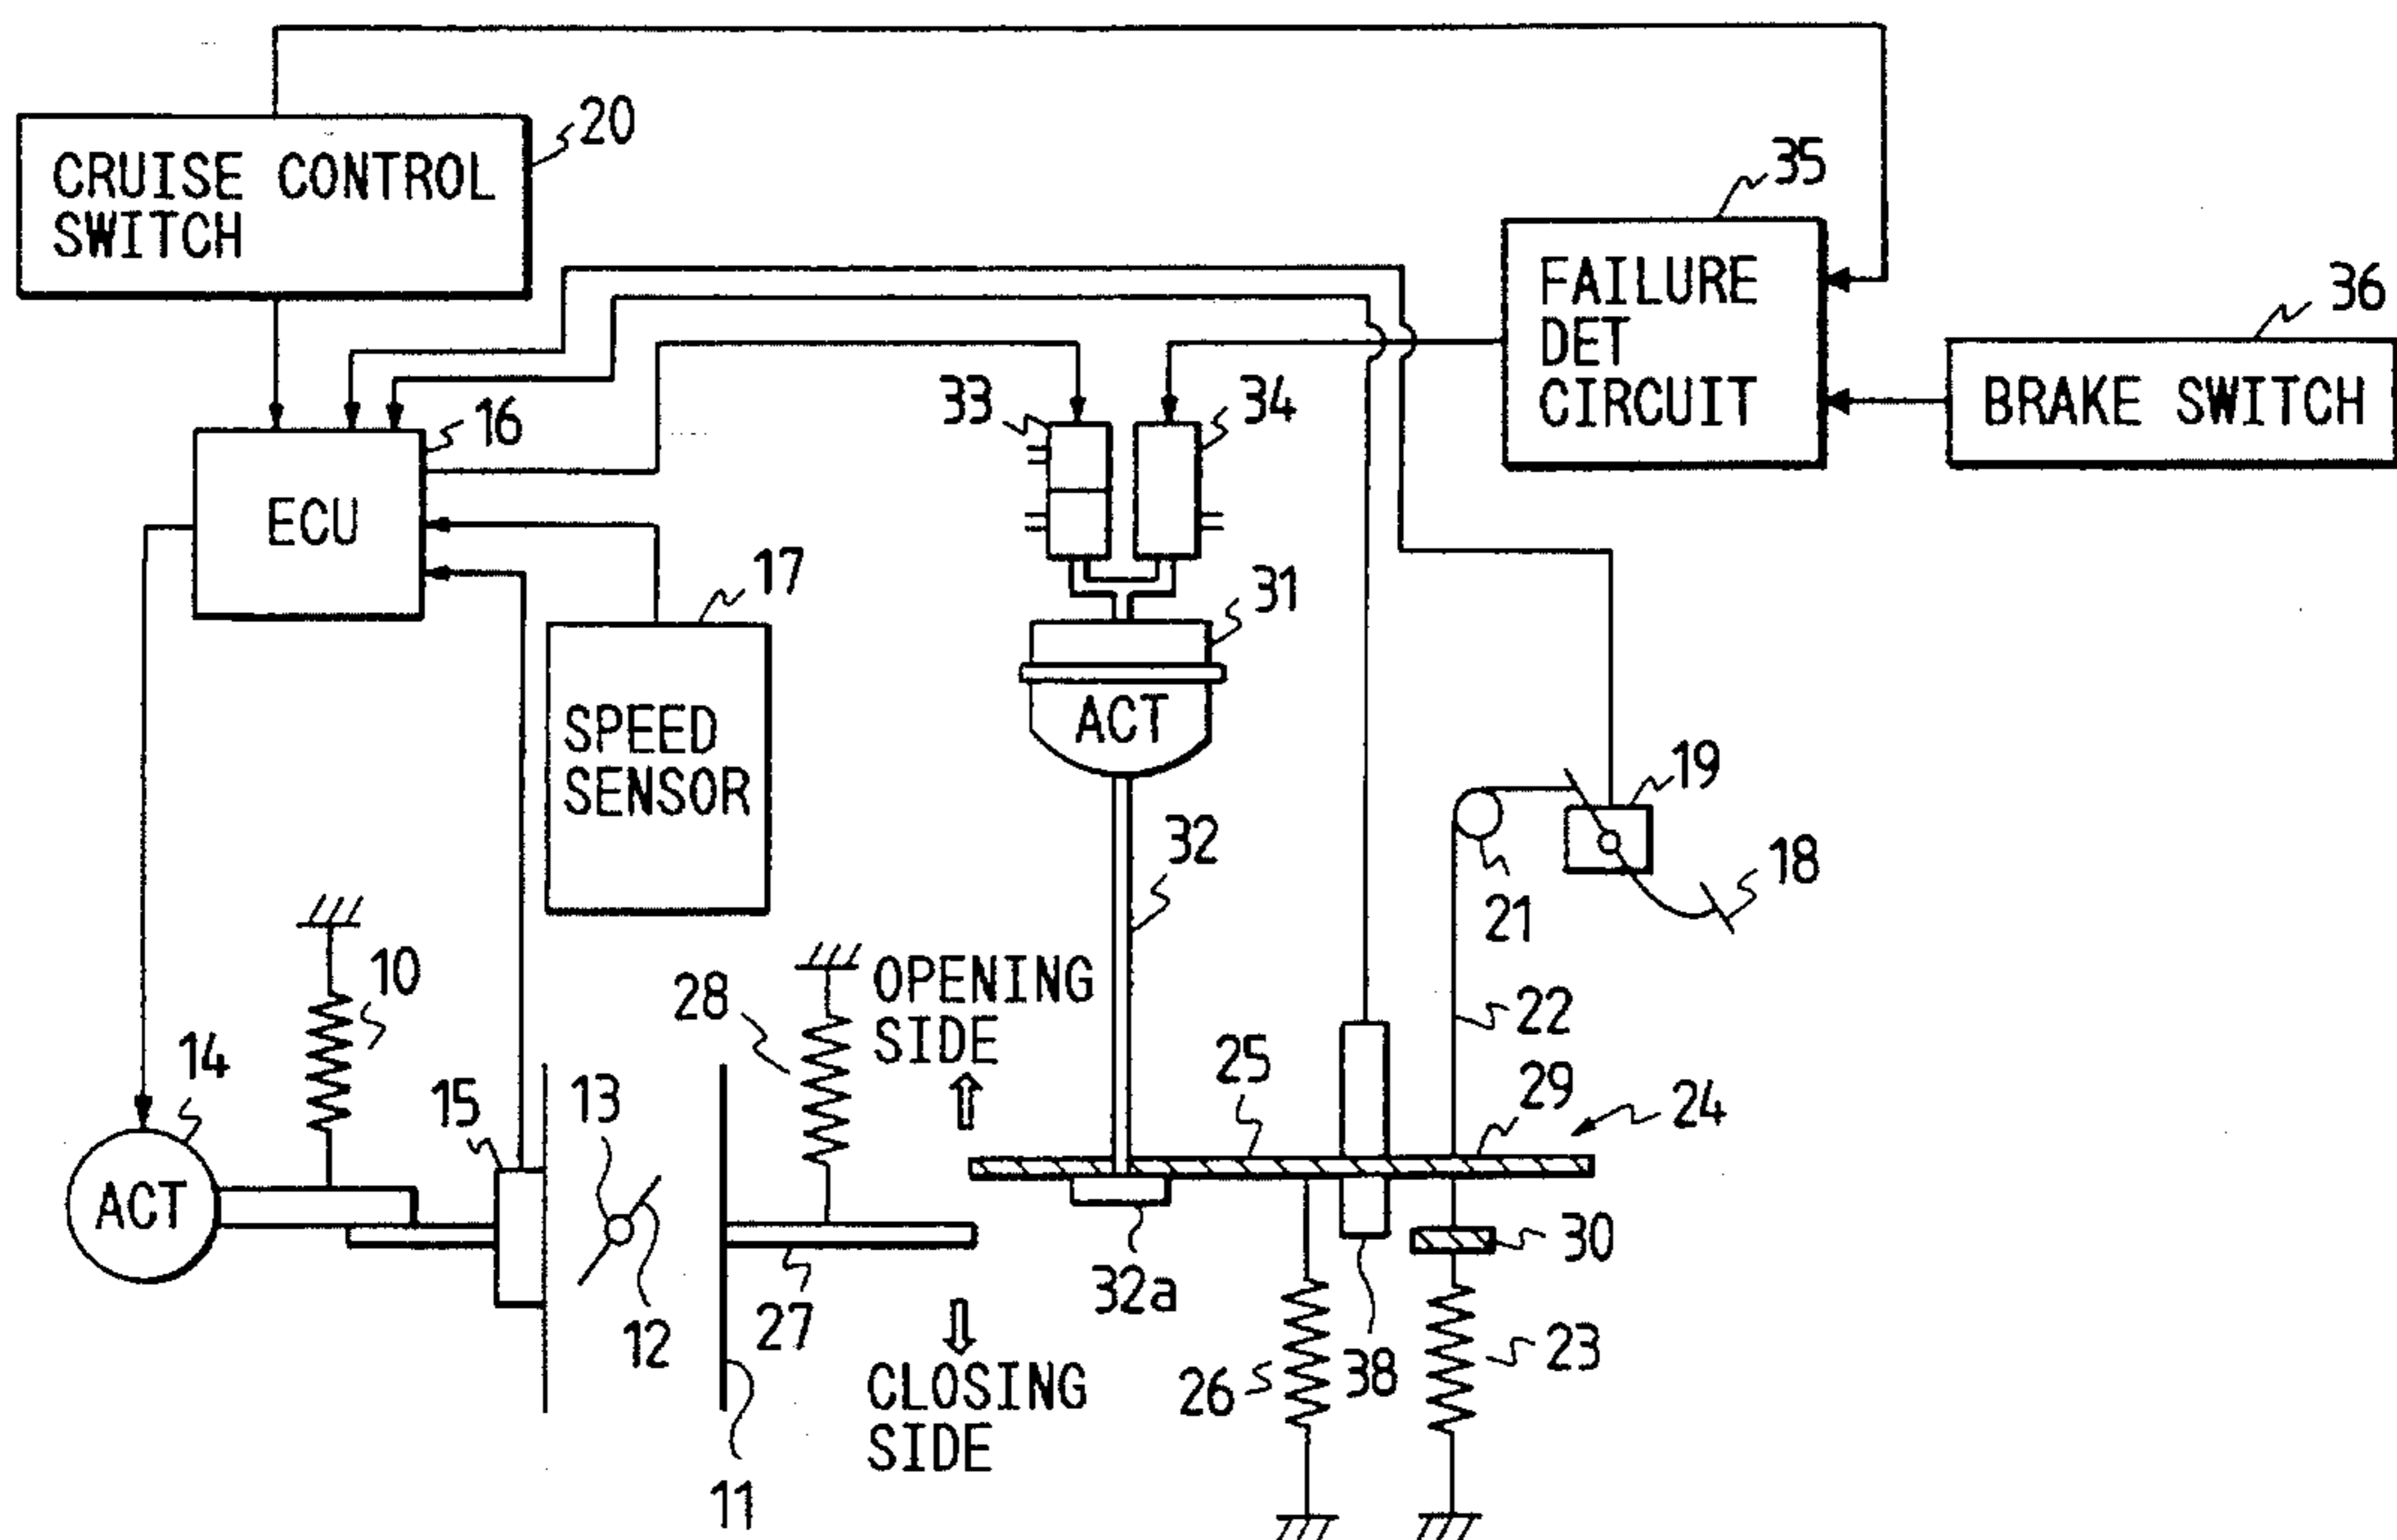 20
CRUISE CONTROL
SWITCH
35
FAILURE
DET
CIRCUIT
36
BRAKE SWITCH
33
34
16
ECU
17
SPEED
SENSOR
31
ACT
19
32
18
21
10
28
OPENING
SIDE
22
14
15
13
25
29
24
ACT
30
32a
12
27
26
38
23
CLOSING
SIDE
11